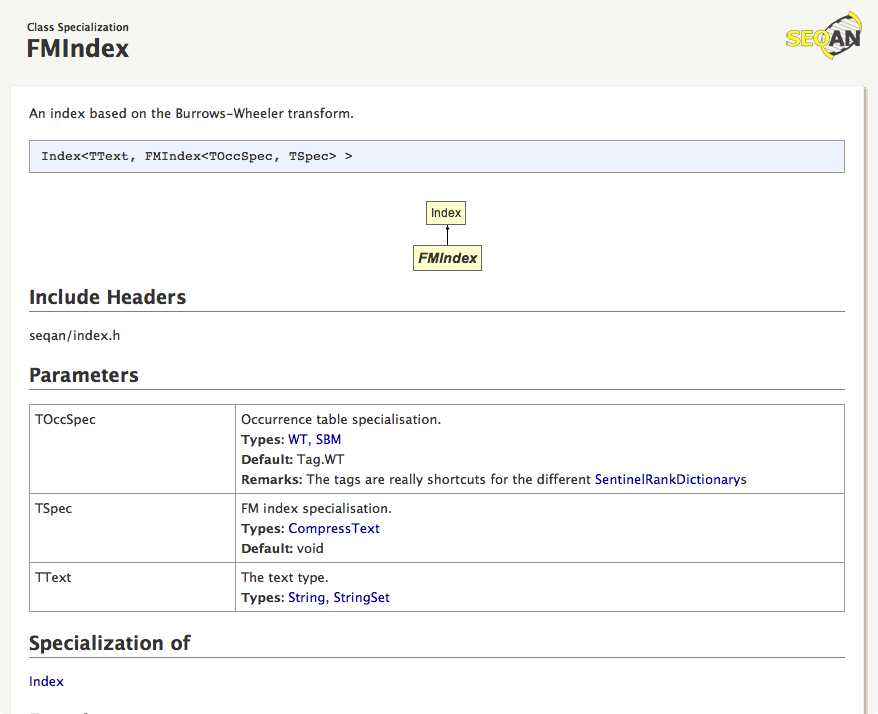 Class Specialization
FMIndex
SEQAN
An index based on the Burrows-Wheeler transform.
Index<TText, FMIndex<TOccSpec, TSpec> >
Index
FMIndex
Include Headers
seqan/index.h
Parameters
TOccSpec
Occurrence table specialisation.
Types: WT, SBM
Default: Tag.WT
Remarks: The tags are really shortcuts for the different SentinelRankDictionarys
TSpec
FM index specialisation.
Types: CompressText
Default: void
TText
The text type.
Types: String, StringSet
Specialization of
Index